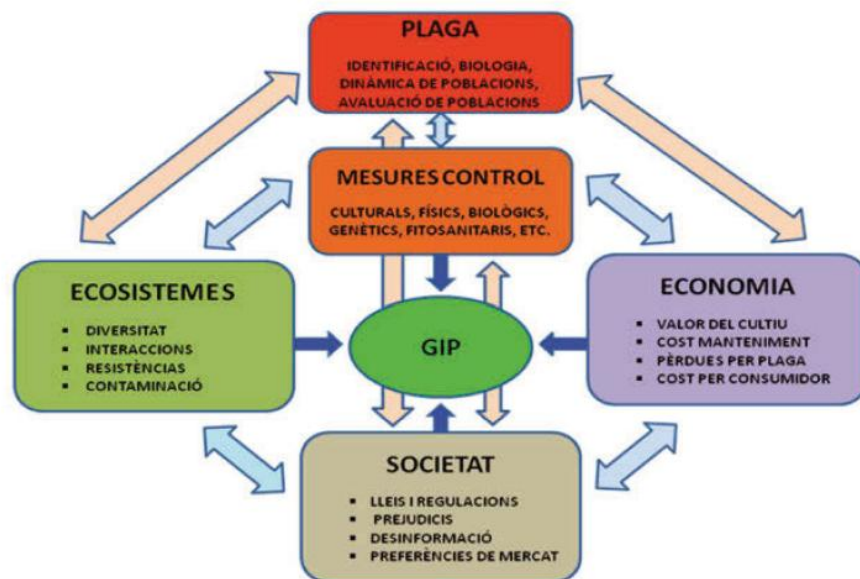 PLAGA
IDENTIFICACIÓ, BIOLOGIA,
DINÀMICA DE POBLACIONS,
AVALUACIÓ DE POBLACIONS
MESURES CONTROL
CULTURALS, FÍSICS, BIOLÒGICS,
GENÈTICS, FITOSANITARIS, ETC.
ECOSISTEMES
▪ DIVERSITAT
▪ INTERACCIONS
▪ RESISTÈNCIAS
▪ CONTAMINACIÓ
GIP
ECONOMIA
▪ VALOR DEL CULTIU
▪ COST MANTENIMENT
▪ PÈRDUES PER PLAGA
▪ COST PER CONSUMIDOR
SOCIETAT
▪ LLEIS I REGULACIONS
▪ PREJUDICIS
▪ DESINFORMACIÓ
▪ PREFERÈNCIES DE MERCAT